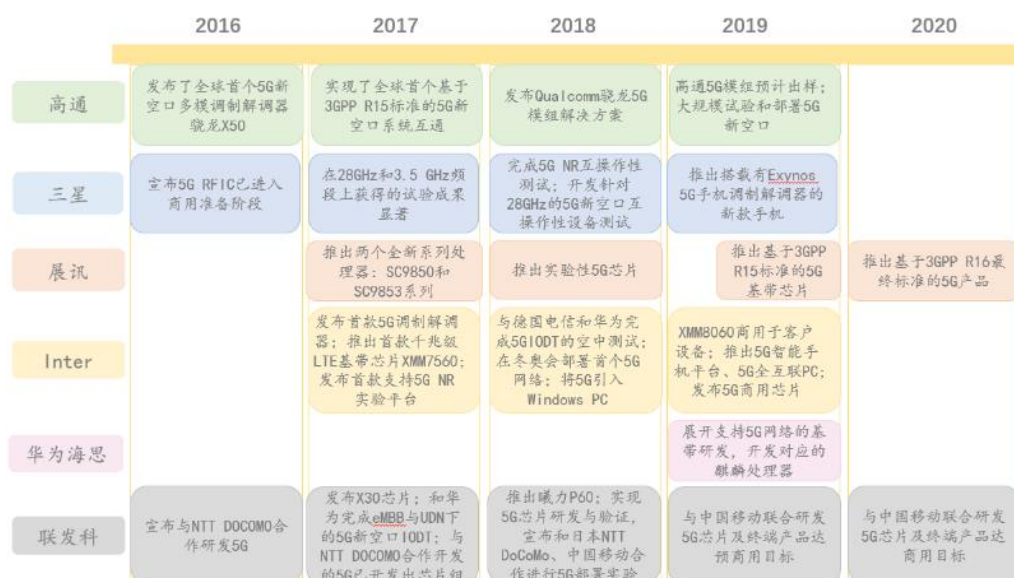 2016 2017 2018 2019 2020
高通
发布了全球首个5G新
空口多模调制解调器
骁龙X50
实现了全球首个基于
3GPP R15标准的5G新
空口系统互通
发布Qualcomm骁龙5G
模组解决方案
高通5G模组预计出样;
大规模试验和部署5G
新空口
三星
宣布5G RFIC已进入
商用准备阶段
在28GHz和3.5 GHz频
段上获得的试验成果
显著
完成5G NR互操作性
测试; 开发针对
28GHz的5G新空口互
操作性设备测试
推出搭载有Exynos
5G手机调制解调器的
新款手机
展讯
推出两个全新系列处
理器: SC9850和
SC9853系列
推出实验性5G芯片
推出基于3GPP
R15标准的5G
基带芯片
推出基于3GPP R16最
终标准的5G产品
Inter
发布首款5G调制解调
器; 推出首款千兆级
LTE基带芯片XMM7560;
发布首款支持5G NR
实验平台
与德国电信和华为完
成5GIODT的空中测试;
在冬奥会部署首个5G
网络; 将5G引入
Windows PC
XMM8060商用于客户
设备; 推出5G智能手
机平台、5G全互联PC;
发布5G商用芯片
华为海思
展开支持5G网络的基
带研发, 开发对应的
麒麟处理器
联发科
宣布与NTT DOCOMO合
作研发5G
发布X30芯片; 和华
为完成eMBB与UDN下
的5G新空口IODT; 与
NTT DOCOMO合作开发
的5G已开发出芯片组
推出曦力P60; 实现
5G芯片研发与验证,
宣布和日本NTT
DoCoMo、中国移动合
作进行5G部署实验
与中国移动联合研发
5G芯片及终端产品达
预商用目标
与中国移动联合研发
5G芯片及终端产品达
商用目标